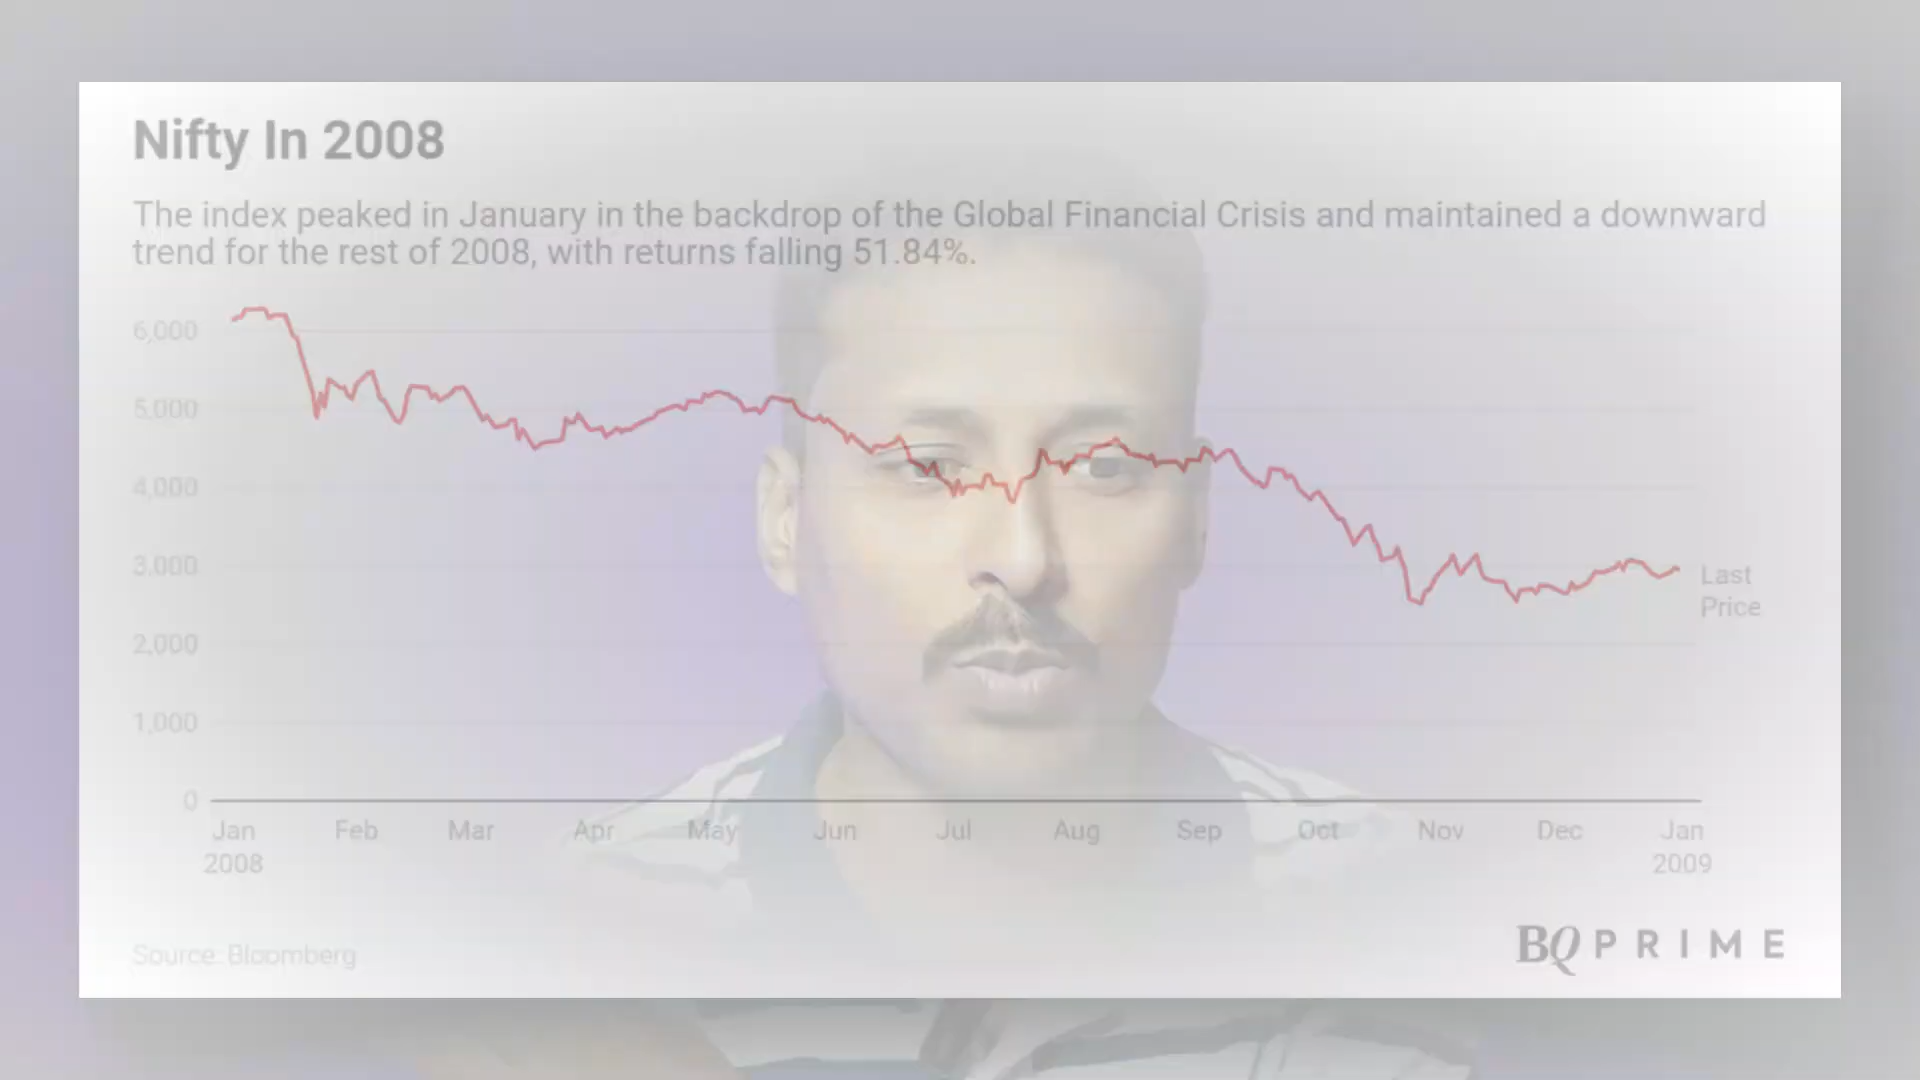 Nifty In 2008
The index peaked in January in the backdrop of the Global Financial Crisis and maintained a downward
trend for the rest of 2008, with returns falling 51.84%.
6,000
5,000
4,000
3,000
2,000
1,000
0
Last
Price
Jan Feb Mar Apr May Jun Jul Aug Sep Oct Nov Dec Jan
2008 2009
Source: Bloomberg
BQ PRIME